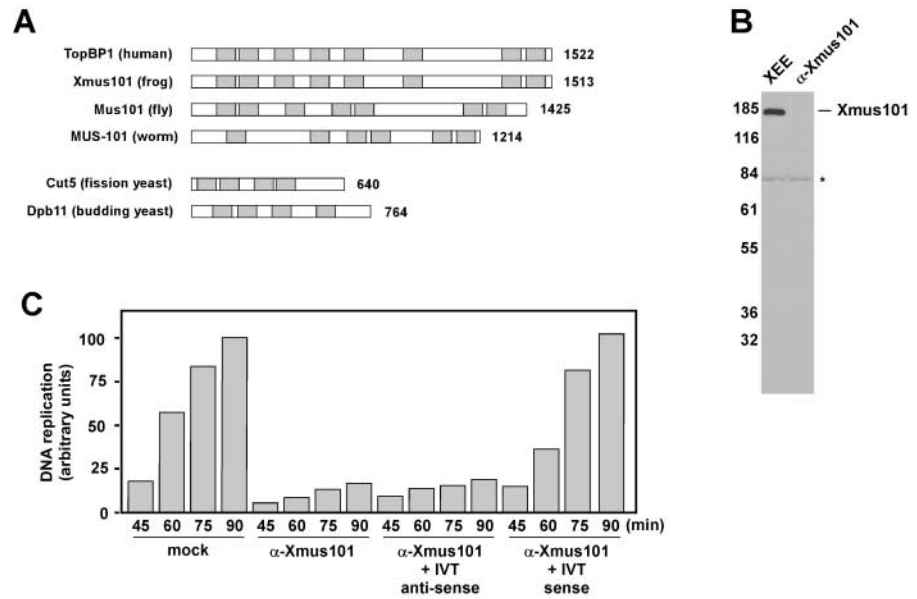 A
TopBP1 (human) 1522
Xmus101 (frog) 1513
Mus101 (fly) 1425
MUS-101 (worm) 1214
Cut5 (fission yeast) 640
Dpb11 (budding yeast) 764
B
XEE α-Xmus101
185 — Xmus101
116
84 *
61
55
36
32
C
DNA replication
(arbitrary units)
100
75
50
25
0
45 60 75 90 45 60 75 90 45 60 75 90 45 60 75 90 (min)
mock α-Xmus101 α-Xmus101 α-Xmus101
+ IVT + IVT
anti-sense sense